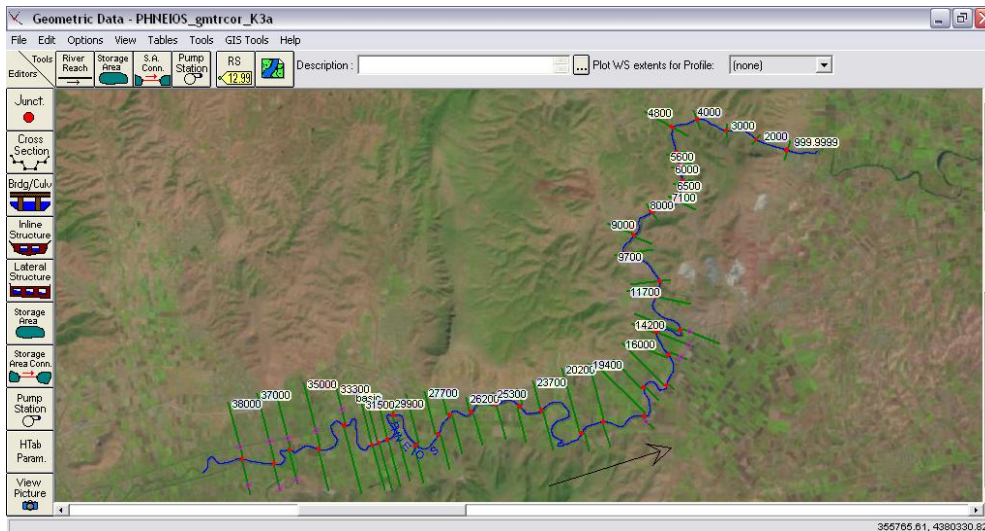 Geometric Data - PHNEIOS_gmtrcor_K3a
File Edit Options View Tables Tools GIS Tools Help
Tools
Editors
River
Reach
Storage
Area
S.A.
Conn.
Pump
Station
RS
12.99
Description :
...
Plot WS extents for Profile:
(none)
Junct.
Cross
Section
Brdg/Culv
Inline
Structure
Lateral
Structure
Storage
Area
Storage
Area Conn.
Pump
Station
HTab
Param.
View
Picture
4800
4000
3000
2000
999.9999
5600
6000
6500
7100
8000
9000
9700
11700
14200
16000
19400
20200
23700
25300
26200
27700
29900
31500
basic
33300
35000
37000
38000
355765.61, 4380330.82